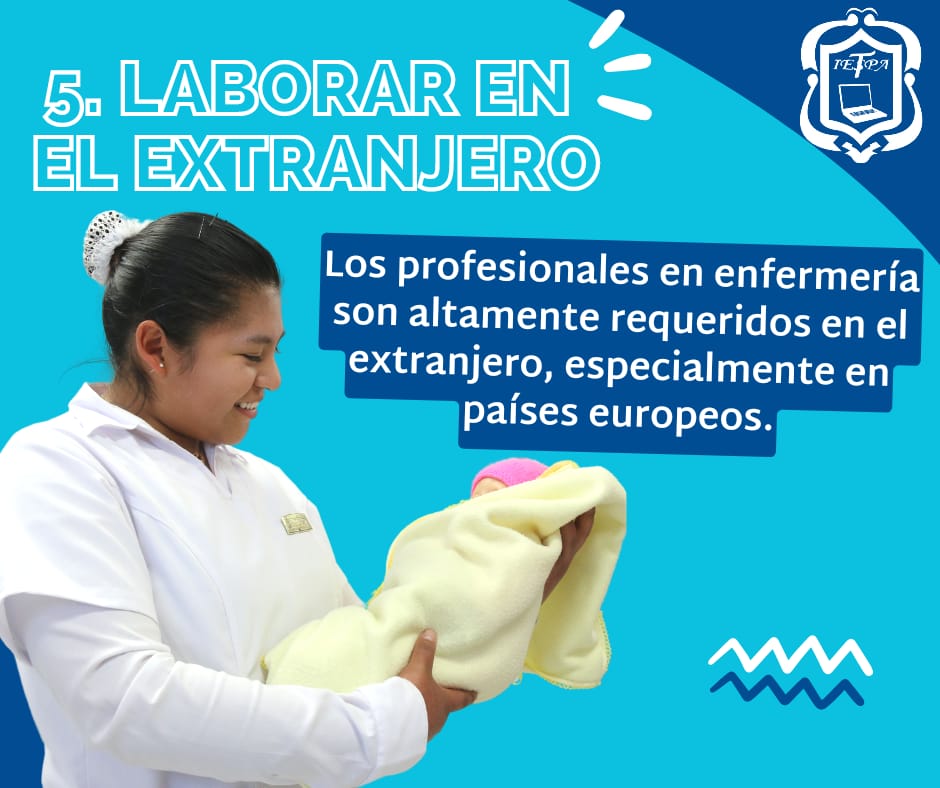 5. LABORAR EN
EL EXTRANJERO
IETSPA
Los profesionales en enfermería
son altamente requeridos en el
extranjero, especialmente en
países europeos.